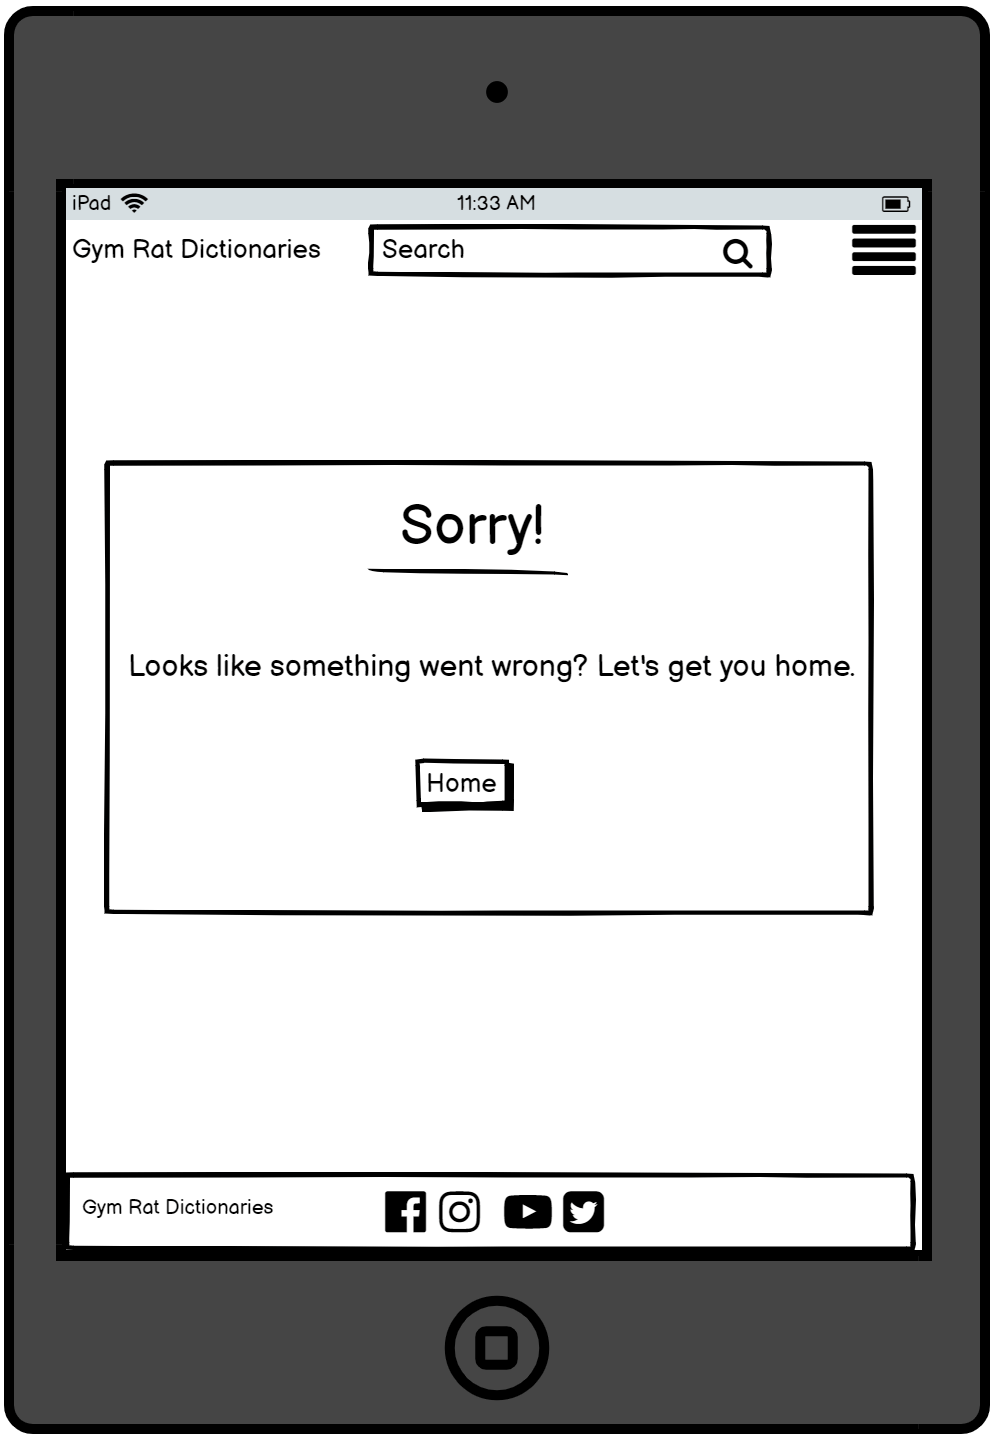 iPad 11:33 AM
Gym Rat Dictionaries Search
Sorry!
Looks like something went wrong? Let's get you home.
Home
Gym Rat Dictionaries